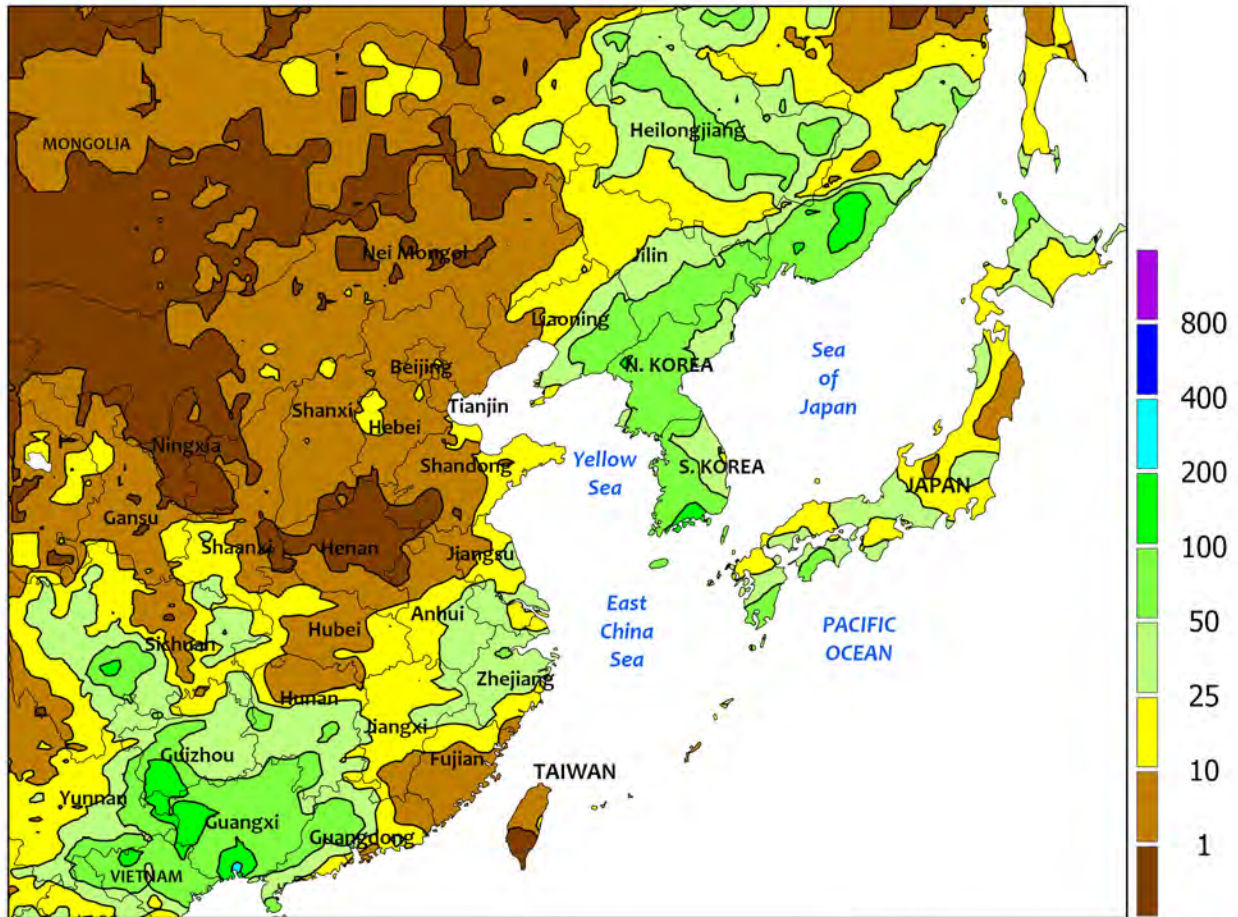 Heilongjiang
MONGOLIA
Nei Mongol
Jilin
Liaoning
Beijing
N. KOREA
Sea
of
Japan
Tianjin
Shanxi
Hebei
Ningxia
Shandong
Yellow
Sea
S. KOREA
JAPAN
Gansu
Shaanxi
Henan
Jiangsu
Anhui
East
China
Sea
PACIFIC
OCEAN
Hubei
Sichuan
Zhejiang
Hunan
Jiangxi
Guizhou
Fujian
TAIWAN
Yunnan
Guangxi
Guangdong
VIETNAM
800
400
200
100
50
25
10
1